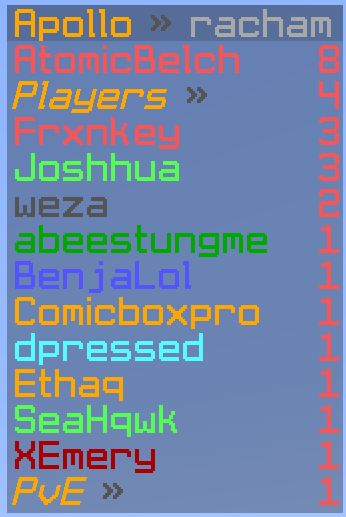 Apollo » racham
AtomicBelch 8
Players » 4
Frxnkey 3
Joshhua 3
weza 2
abeestungme 1
BenjaLol 1
Comicboxpro 1
dpressed 1
Ethaq 1
SeaHqwk 1
XEmery 1
PvE » 1